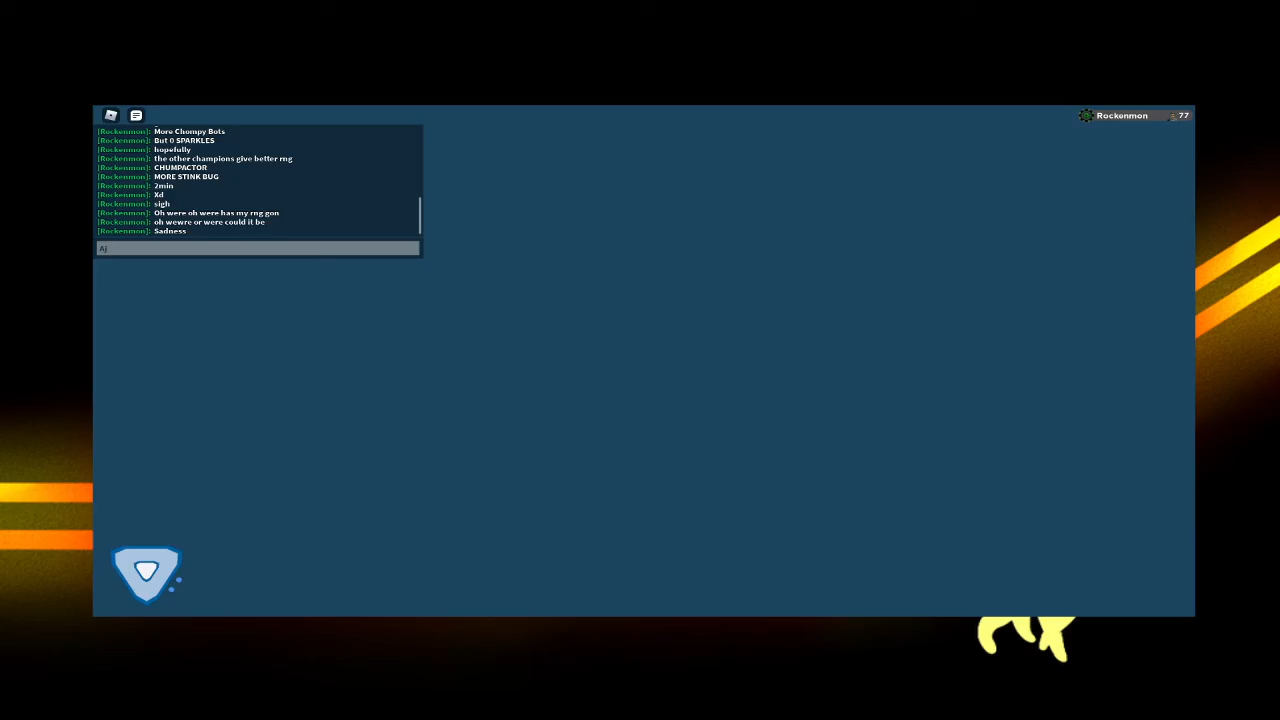 Rockenmon 77
[Rockenmon]: More Chompy Bots
[Rockenmon]: But 0 SPARKLES
[Rockenmon]: hopefully
[Rockenmon]: the other champions give better rng
[Rockenmon]: CHUMPACTOR
[Rockenmon]: MORE STINK BUG
[Rockenmon]: 2min
[Rockenmon]: Xd
[Rockenmon]: sigh
[Rockenmon]: Oh were oh were has my rng gon
[Rockenmon]: oh wewre or were could it be
[Rockenmon]: Sadness
Aj